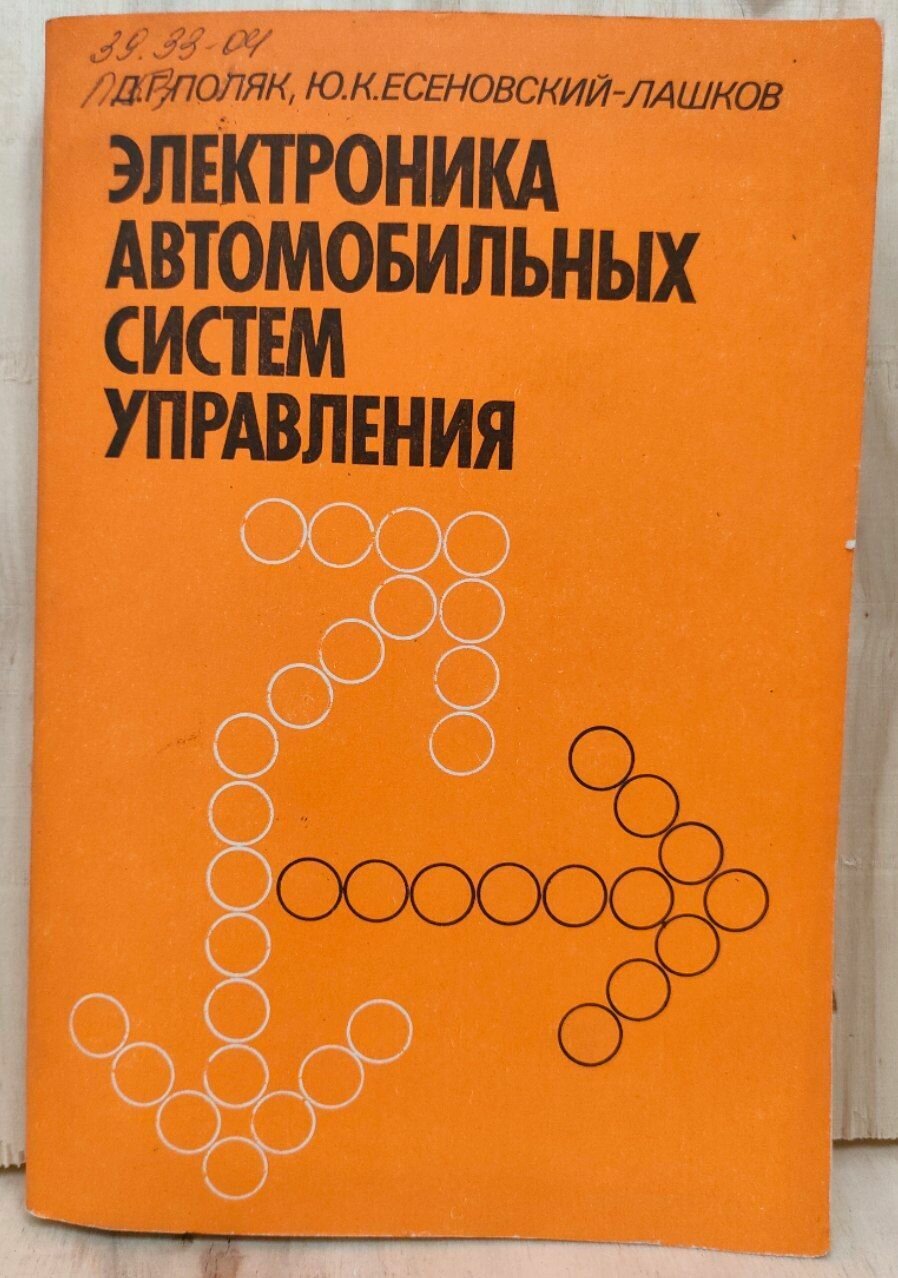 39.33-04
Д.Г.ПОЛЯК, Ю.К.ЕСЕНОВСКИЙ-ЛАШКОВ
ЭЛЕКТРОНИКА
АВТОМОБИЛЬНЫХ
СИСТЕМ
УПРАВЛЕНИЯ